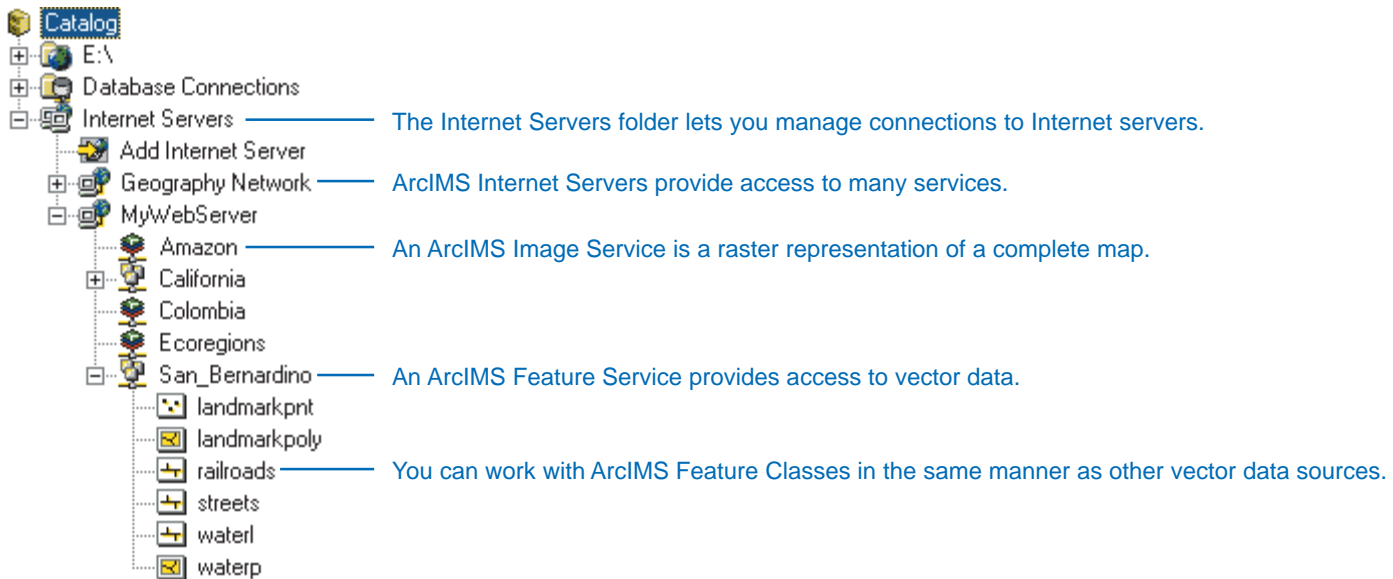 Catalog
E:\
Database Connections
Internet Servers The Internet Servers folder lets you manage connections to Internet servers.
Add Internet Server
Geography Network ArcIMS Internet Servers provide access to many services.
MyWebServer
Amazon An ArcIMS Image Service is a raster representation of a complete map.
California
Colombia
Ecoregions
San_Bernardino An ArcIMS Feature Service provides access to vector data.
landmarkpnt
landmarkpoly
railroads You can work with ArcIMS Feature Classes in the same manner as other vector data sources.
streets
waterl
waterp